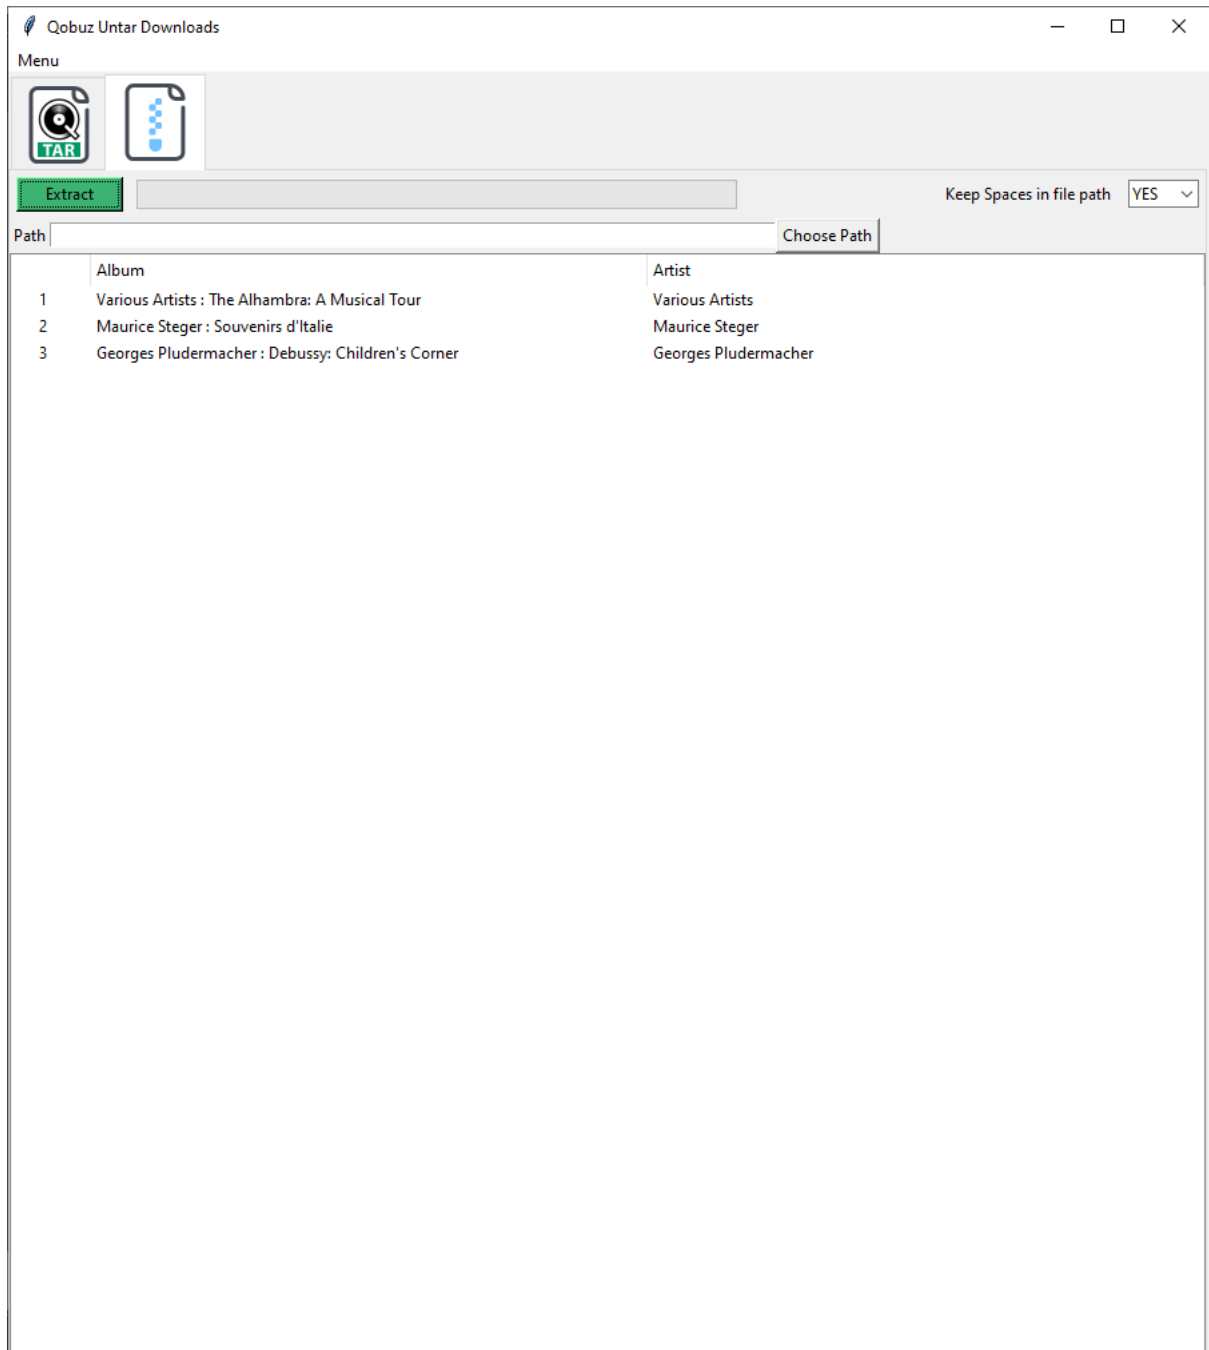 Qobuz Untar Downloads
Menu
TAR
Extract Keep Spaces in file path YES
Path Choose Path
Album Artist
1 Various Artists : The Alhambra: A Musical Tour Various Artists
2 Maurice Steger : Souvenirs d'Italie Maurice Steger
3 Georges Pludermacher : Debussy: Children's Corner Georges Pludermacher